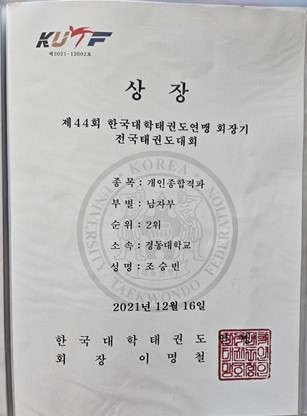 KUTF
제2021-12002호
상 장
제44회 한국대학태권도연맹 회장기
전국태권도대회
종 목 : 개인종합격파
부 별 : 남자부
순 위 : 2위
소 속 : 경동대학교
성 명 : 조승빈
2021년 12월 16일
한 국 대 학 태 권 도
회 장 이 명 철
KOREA
UNIVERSITY
TAEKWONDO
FEDERATION